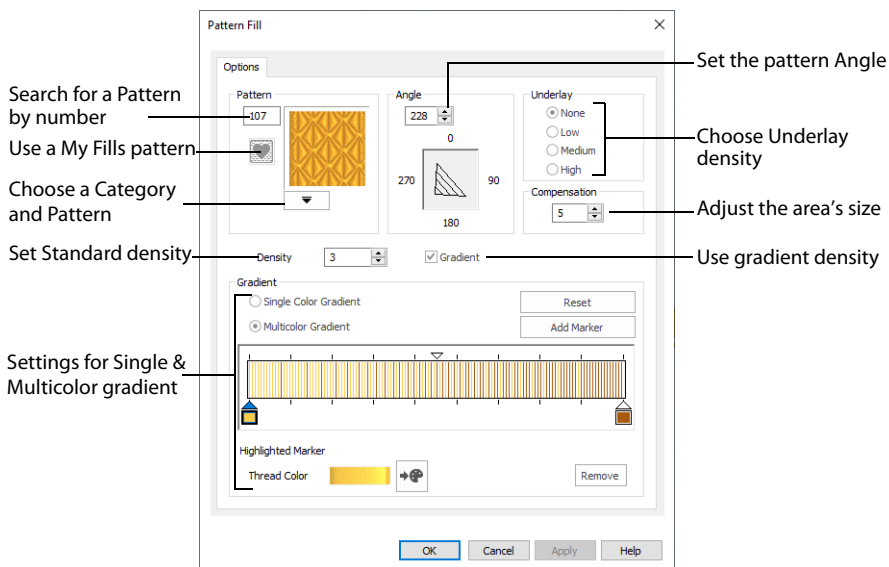 Pattern Fill
Options
Pattern
107
Angle
228
0
270
90
180
Underlay
None
Low
Medium
High
Compensation
5
Density
3
Gradient
Gradient
Single Color Gradient
Multicolor Gradient
Reset
Add Marker
Highlighted Marker
Thread Color
Remove
OK
Cancel
Apply
Help
Search for a Pattern
by number
Use a My Fills pattern
Choose a Category
and Pattern
Set Standard density
Settings for Single &
Multicolor gradient
Set the pattern Angle
Choose Underlay
density
Adjust the area’s size
Use gradient density